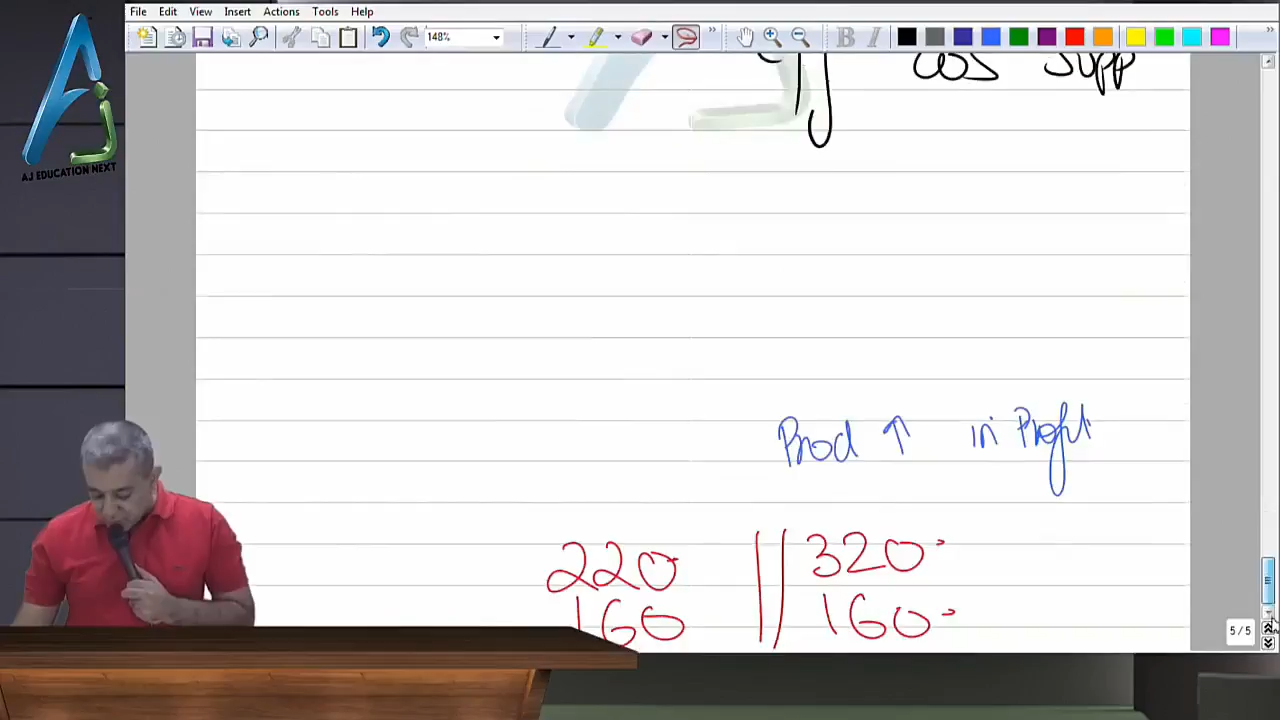 File Edit View Insert Actions Tools Help
148%
B I
AJ EDUCATION NEXT
cos supp
Prod ↑ in Profit
220 || 320
160 || 160
5 / 5